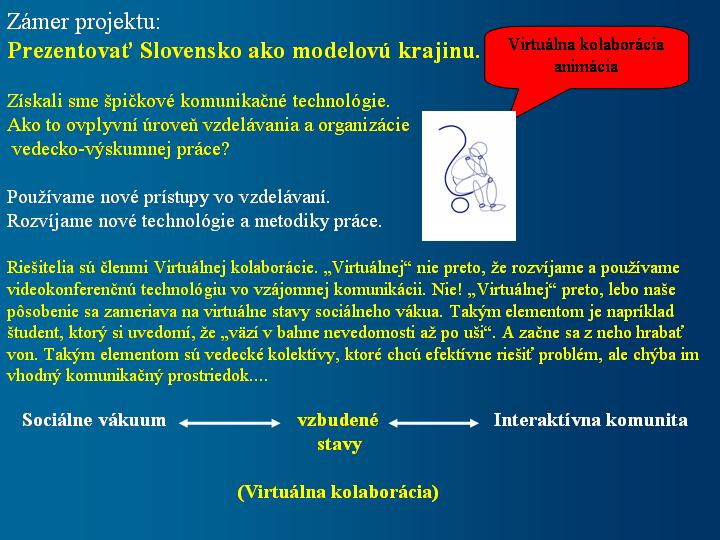 Zámer projektu:
Prezentovať Slovensko ako modelovú krajinu.
Virtuálna kolaborácia
animácia
Získali sme špičkové komunikačné technológie.
Ako to ovplyvní úroveň vzdelávania a organizácie
vedecko-výskumnej práce?
Používame nové prístupy vo vzdelávaní.
Rozvíjame nové technológie a metodiky práce.
Riešitelia sú členmi Virtuálnej kolaborácie. „Virtuálnej“ nie preto, že rozvíjame a používame
videokonferenčnú technológiu vo vzájomnej komunikácii. Nie! „Virtuálnej“ preto, lebo naše
pôsobenie sa zameriava na virtuálne stavy sociálneho vákua. Takým elementom je napríklad
študent, ktorý si uvedomí, že „väzí v bahne nevedomosti až po uši“. A začne sa z neho hrabať
von. Takým elementom sú vedecké kolektívy, ktoré chcú efektívne riešiť problém, ale chýba im
vhodný komunikačný prostriedok....
Sociálne vákuum vzbudené Interaktívna komunita
stavy
(Virtuálna kolaborácia)